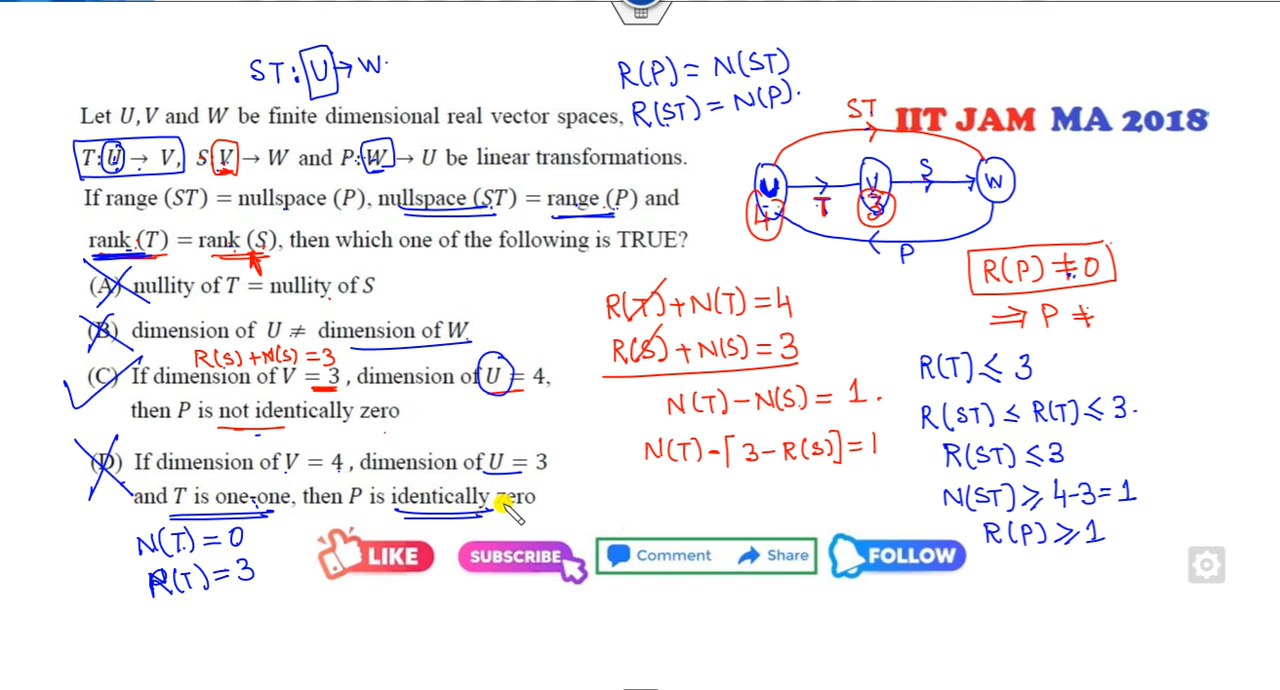 ST: U → W.
R(P) = N(ST)
R(ST) = N(P).
Let U, V and W be finite dimensional real vector spaces,
T: U → V, S: V → W and P: W → U be linear transformations.
If range (ST) = nullspace (P), nullspace (ST) = range (P) and
rank (T) = rank (S), then which one of the following is TRUE?
(A) nullity of T = nullity of S
(B) dimension of U ≠ dimension of W
R(S) + N(S) = 3
(C) If dimension of V = 3, dimension of U = 4,
then P is not identically zero
(D) If dimension of V = 4, dimension of U = 3
and T is one-one, then P is identically zero
N(T) = 0
R(T) = 3
IIT JAM MA 2018
ST
U
T
V
S
W
4
3
P
R(P) ≠ 0
⇒ P ≠
R(T) + N(T) = 4
R(S) + N(S) = 3
N(T) - N(S) = 1.
N(T) - [3 - R(S)] = 1
R(T) ≤ 3
R(ST) ≤ R(T) ≤ 3.
R(ST) ≤ 3
N(ST) ≥ 4-3 = 1
R(P) ≥ 1
LIKE
SUBSCRIBE
Comment
Share
FOLLOW